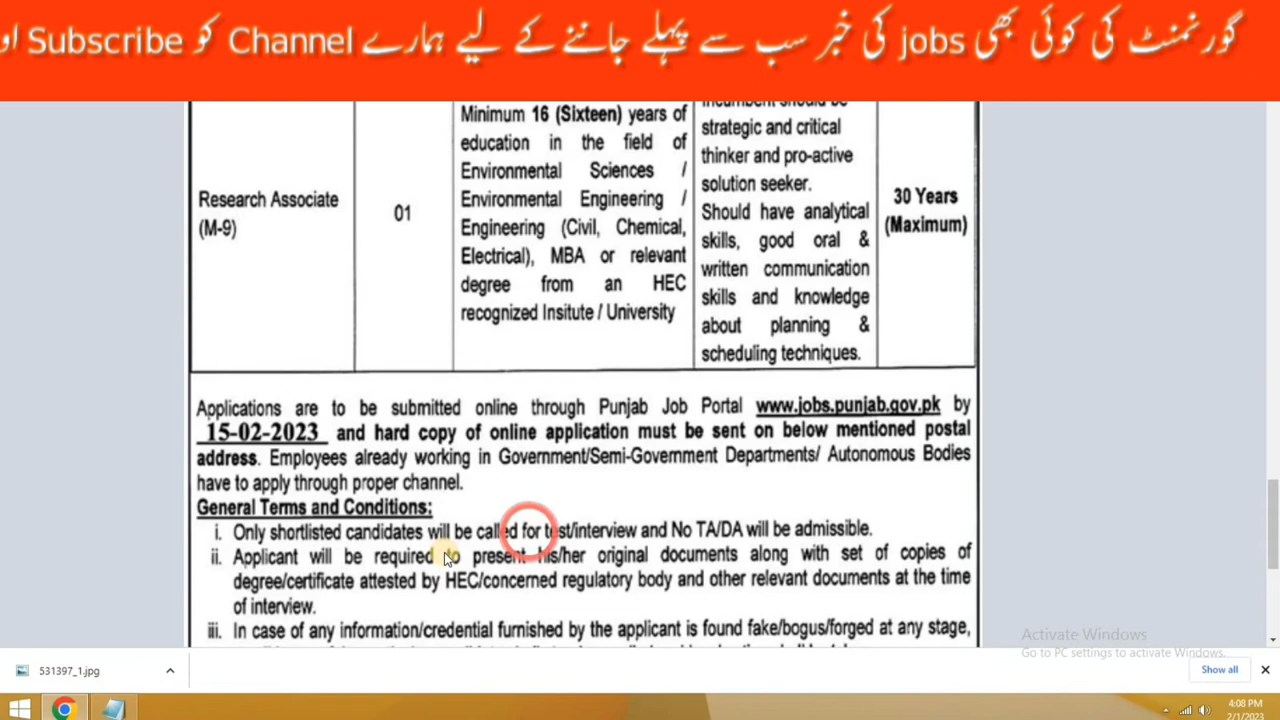 گورنمنٹ کی کوئی بھی jobs کی خبر سب سے پہلے جاننے کے لیے ہمارے Channel کو Subscribe او
Research Associate
(M-9)
01
Minimum 16 (Sixteen) years of
education in the field of
Environmental Sciences /
Environmental Engineering /
Engineering (Civil, Chemical,
Electrical), MBA or relevant
degree from an HEC
recognized Insitute / University
incumbent should be
strategic and critical
thinker and pro-active
solution seeker.
Should have analytical
skills, good oral &
written communication
skills and knowledge
about planning &
scheduling techniques.
30 Years
(Maximum)
Applications are to be submitted online through Punjab Job Portal www.jobs.punjab.gov.pk by
15-02-2023 and hard copy of online application must be sent on below mentioned postal
address. Employees already working in Government/Semi-Government Departments/ Autonomous Bodies
have to apply through proper channel.
General Terms and Conditions:
i. Only shortlisted candidates will be called for test/interview and No TA/DA will be admissible.
ii. Applicant will be required to present his/her original documents along with set of copies of
degree/certificate attested by HEC/concerned regulatory body and other relevant documents at the time
of interview.
iii. In case of any information/credential furnished by the applicant is found fake/bogus/forged at any stage,
Activate Windows
Go to PC settings to activate Windows.
531397_1.jpg
Show all
4:08 PM
2/1/2023